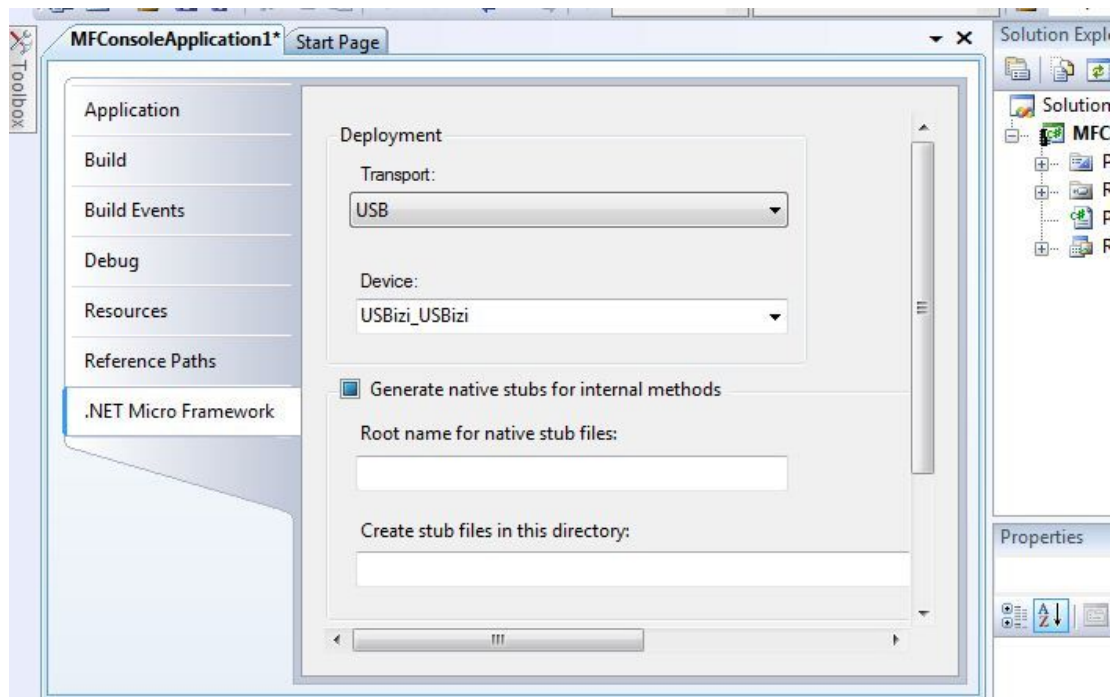 MFConsoleApplication1* Start Page
Toolbox
Application
Build
Build Events
Debug
Resources
Reference Paths
.NET Micro Framework
Deployment
Transport:
USB
Device:
USBizi_USBizi
Generate native stubs for internal methods
Root name for native stub files:
Create stub files in this directory:
Solution Expl
Solution
MFC
P
R
P
R
Properties